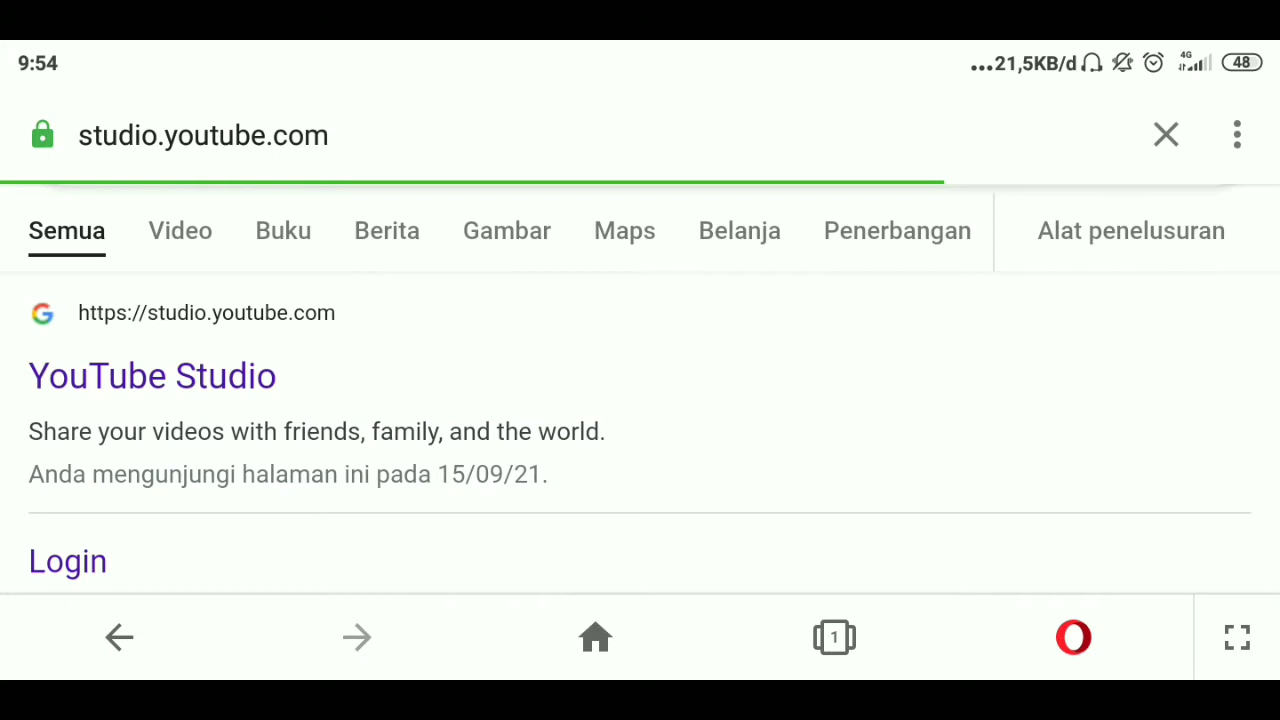 9:54
...21,5KB/d 4G 48
studio.youtube.com
Semua Video Buku Berita Gambar Maps Belanja Penerbangan Alat penelusuran
https://studio.youtube.com
YouTube Studio
Share your videos with friends, family, and the world.
Anda mengunjungi halaman ini pada 15/09/21.
Login
1